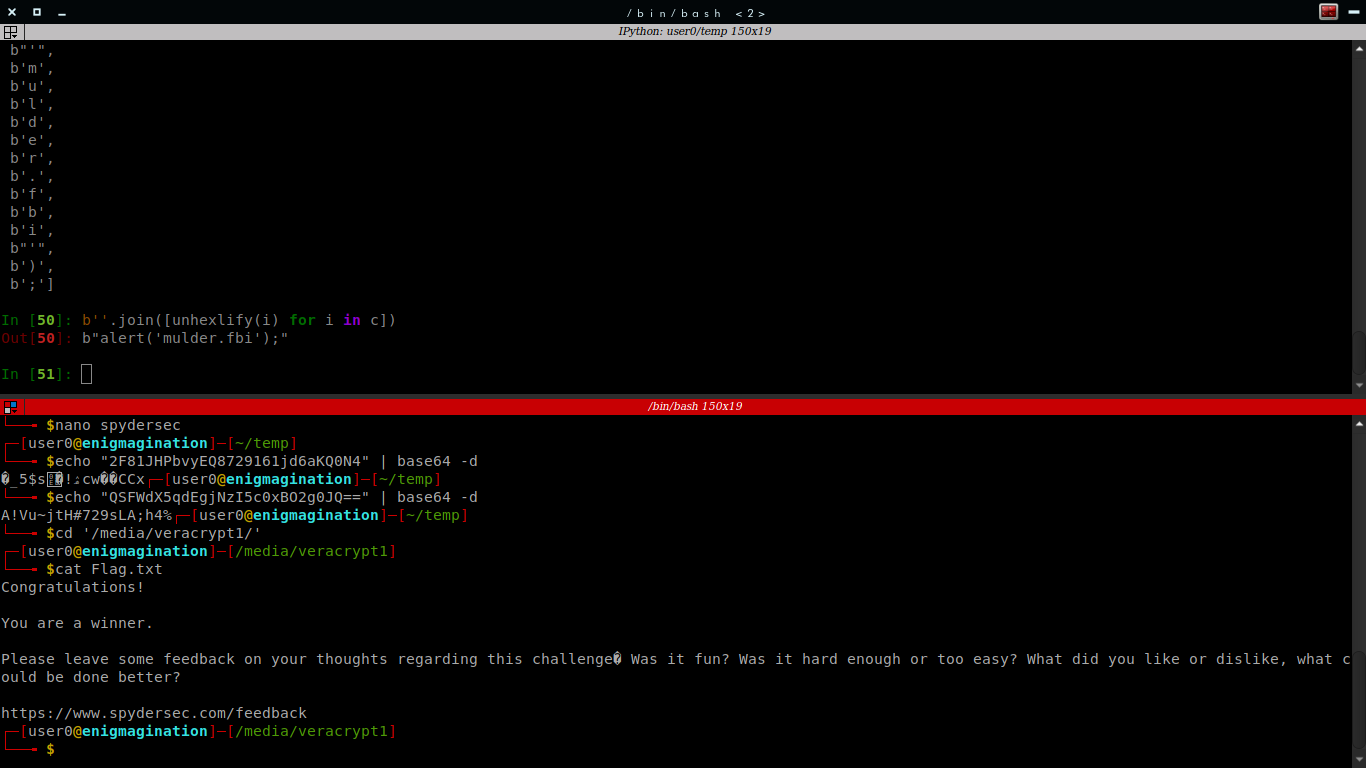 /bin/bash <2>
IPython: user0/temp 150x19
b"'",
b'm',
b'u',
b'l',
b'd',
b'e',
b'r',
b'.',
b'f',
b'b',
b'i',
b"'",
b')',
b';']
In [50]: b''.join([unhexlify(i) for i in c])
Out[50]: b"alert('mulder.fbi');"
In [51]:
/bin/bash 150x19
└──╼ $nano spydersec
┌─[user0@enigmagination]─[~/temp]
└──╼ $echo "2F81JHPbvyEQ8729161jd6aKQ0N4" | base64 -d
�_5$s�!cw��CCx┌─[user0@enigmagination]─[~/temp]
└──╼ $echo "QSFWdX5qdEgjNzI5c0xBO2g0JQ==" | base64 -d
A!Vu~jtH#729sLA;h4%┌─[user0@enigmagination]─[~/temp]
└──╼ $cd '/media/veracrypt1/'
┌─[user0@enigmagination]─[/media/veracrypt1]
└──╼ $cat Flag.txt
Congratulations!
You are a winner.
Please leave some feedback on your thoughts regarding this challenge� Was it fun? Was it hard enough or too easy? What did you like or dislike, what c
ould be done better?
https://www.spydersec.com/feedback
┌─[user0@enigmagination]─[/media/veracrypt1]
└──╼ $